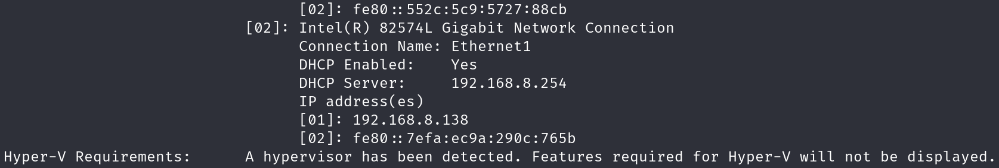 [02]: fe80::552c:5c9:5727:88cb
[02]: Intel(R) 82574L Gigabit Network Connection
Connection Name: Ethernet1
DHCP Enabled:    Yes
DHCP Server:     192.168.8.254
IP address(es)
[01]: 192.168.8.138
[02]: fe80::7efa:ec9a:290c:765b
Hyper-V Requirements:      A hypervisor has been detected. Features required for Hyper-V will not be displayed.